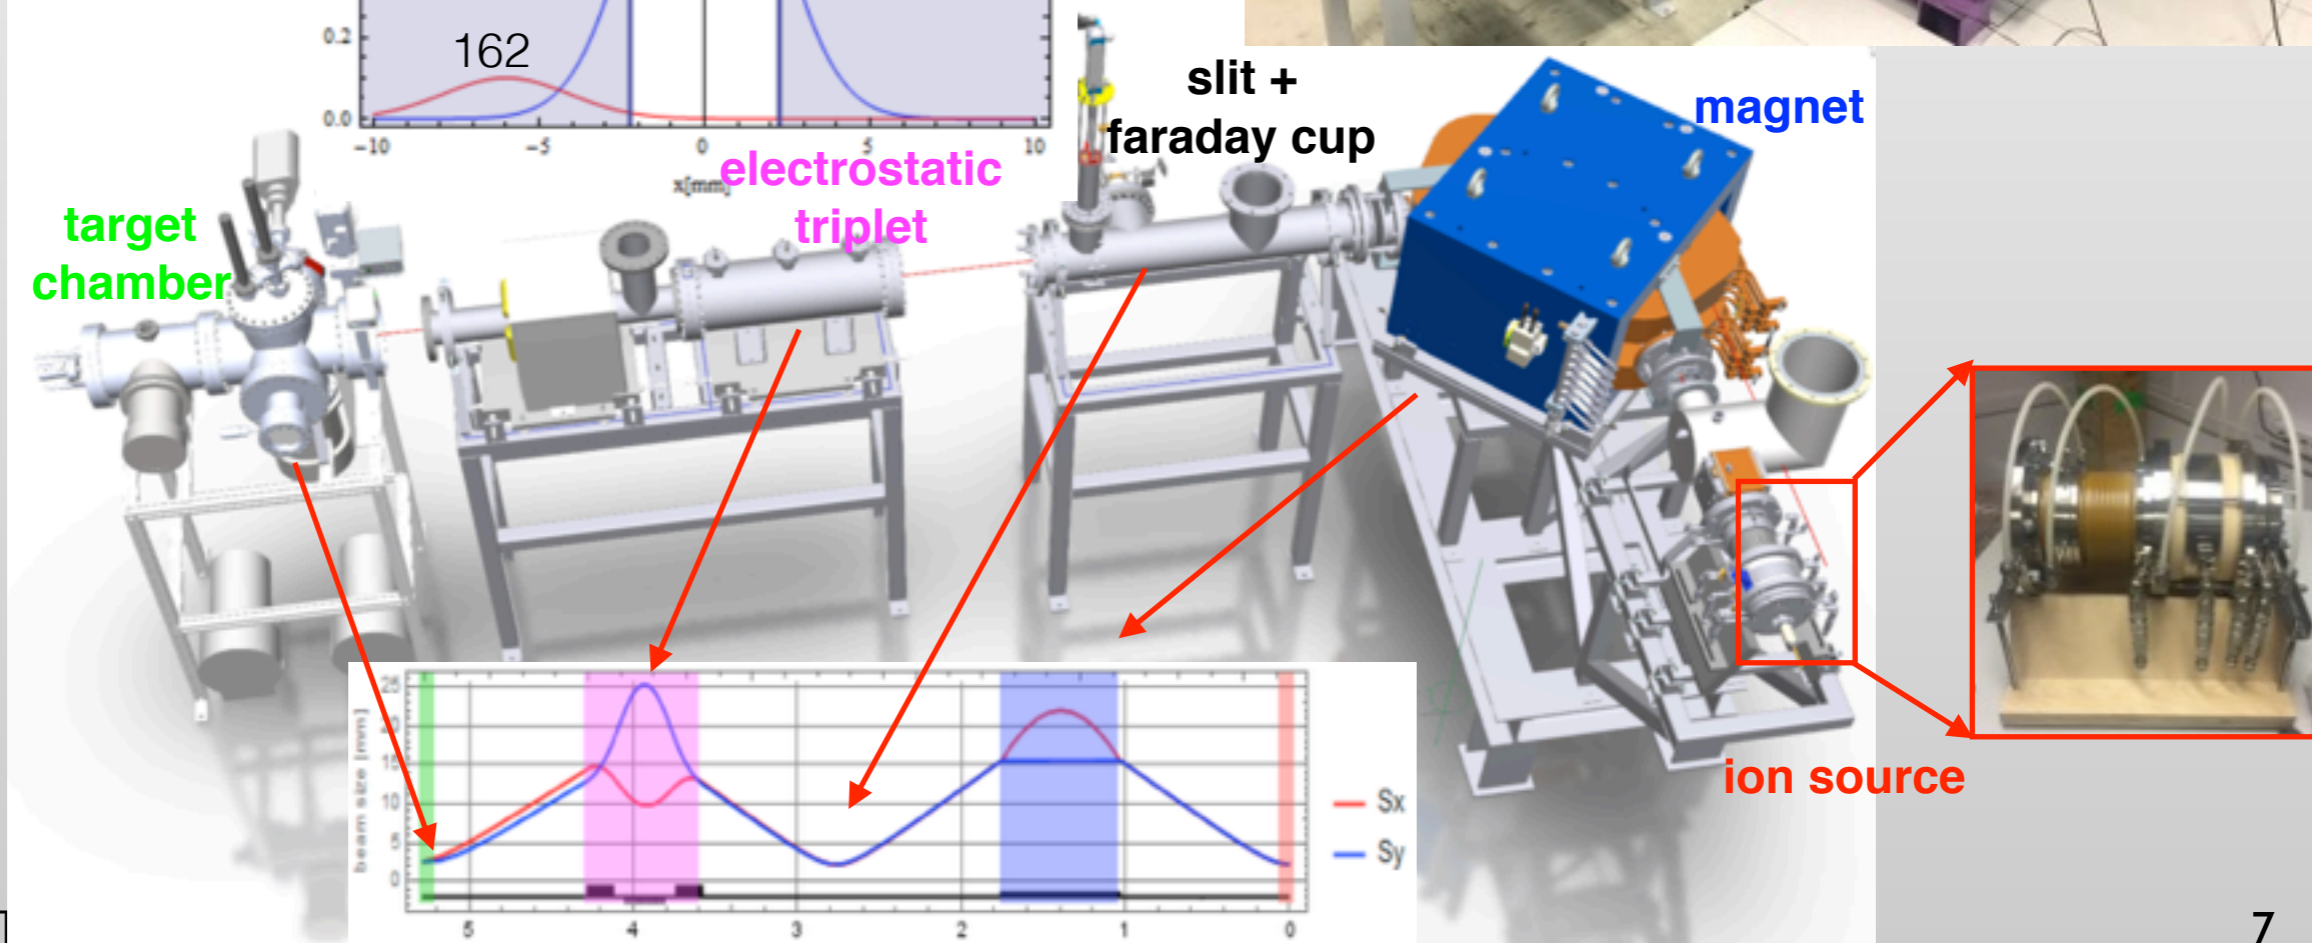 0.2
162
0.0
-10
-5
0
5
10
x[mm]
slit +
faraday cup
magnet
electrostatic
triplet
target
chamber
ion source
beam size [mm]
25
20
15
10
5
0
5
4
3
2
1
0
Sx
Sy
7